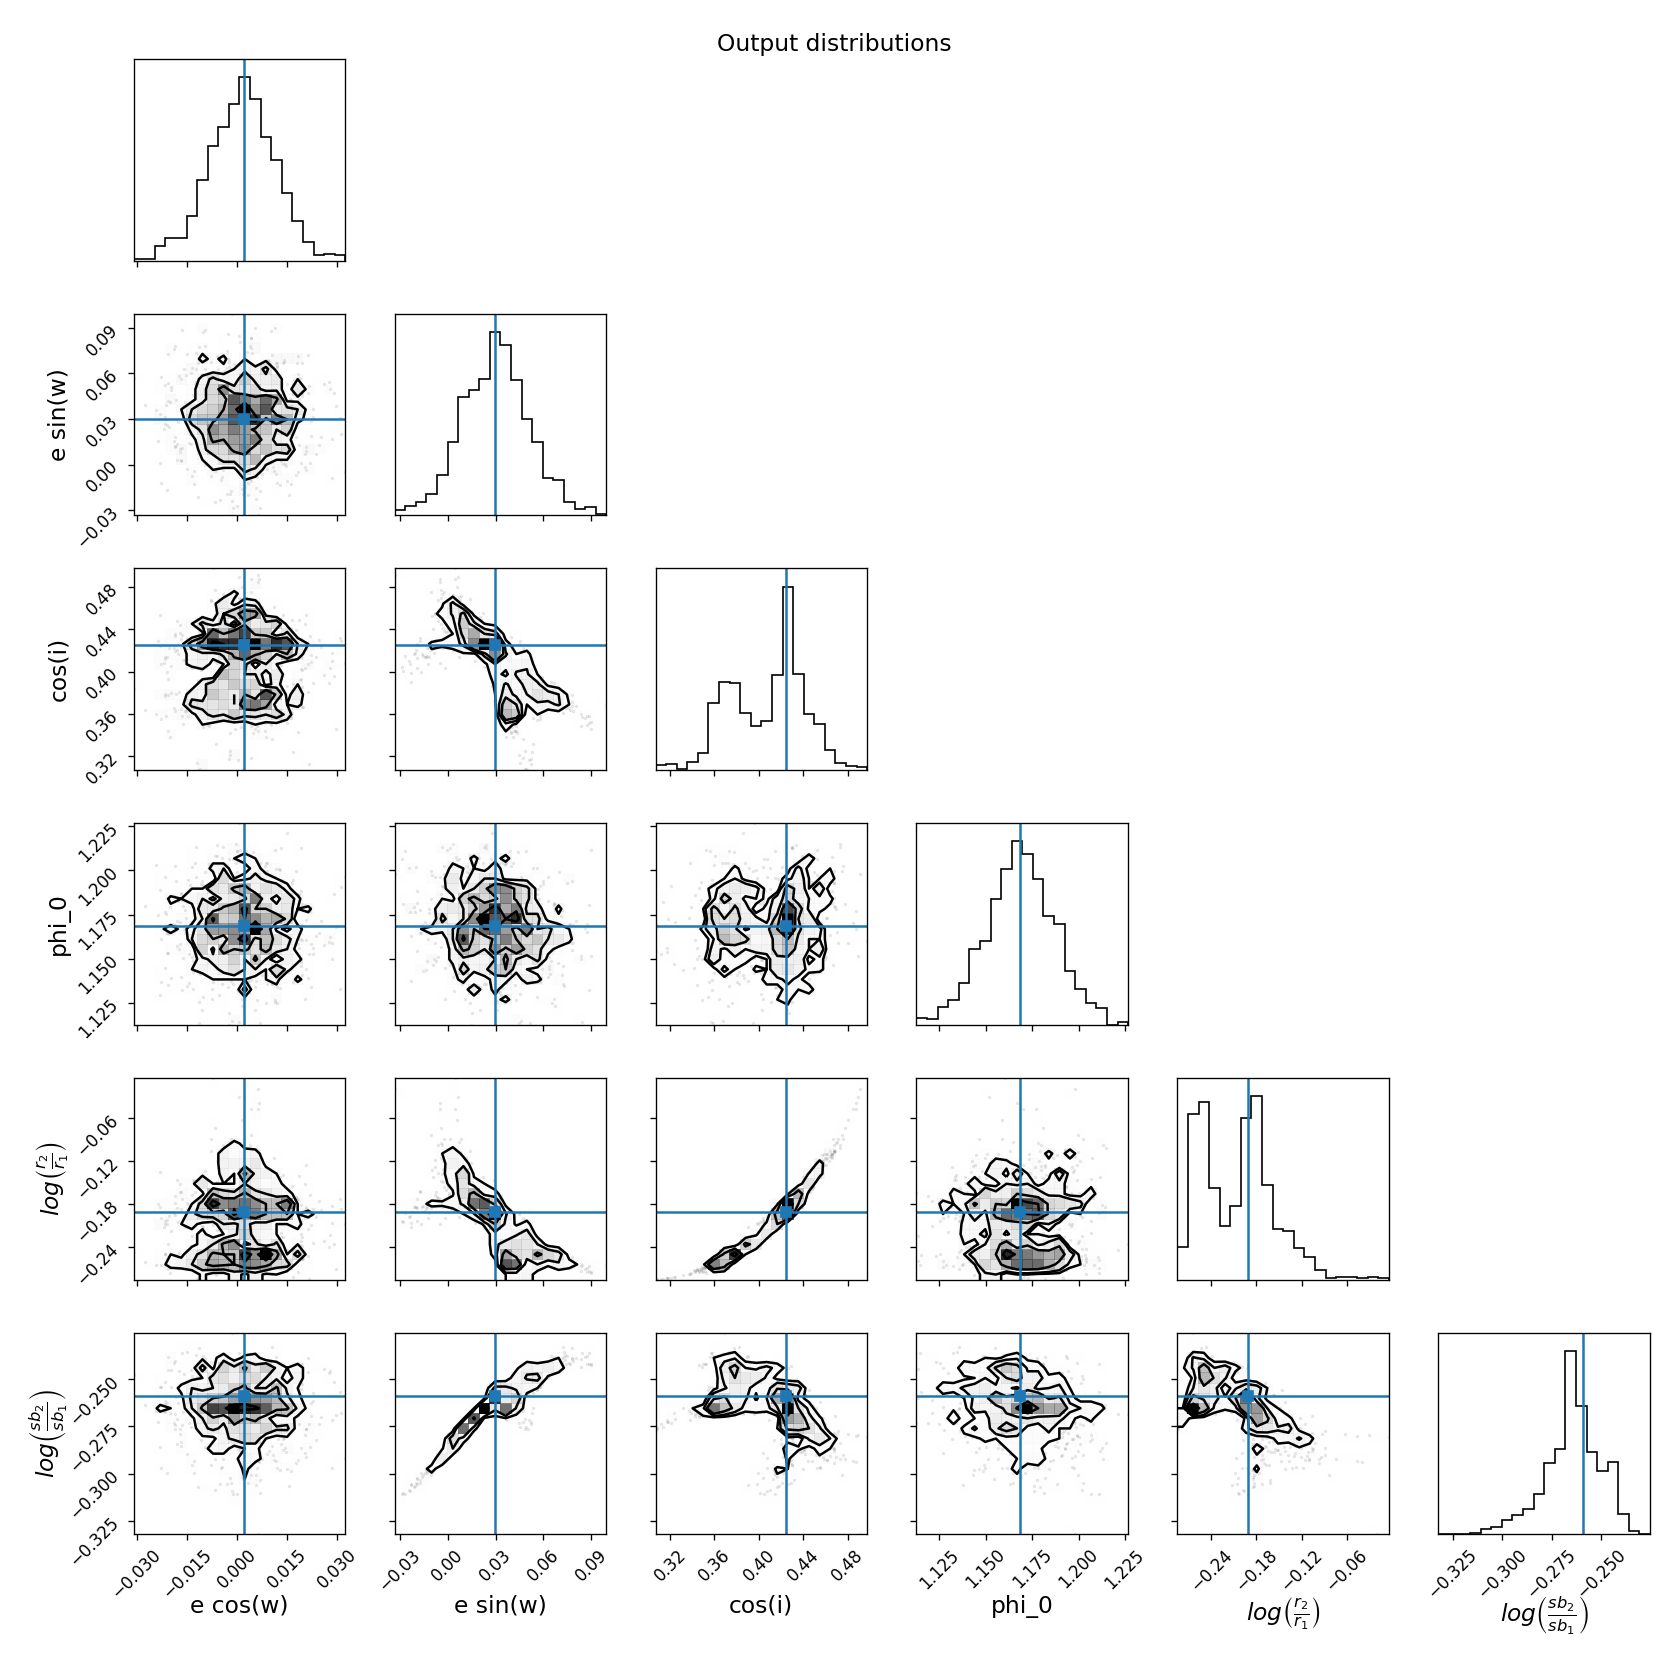 Output distributions
e sin(w)
0.09
0.06
0.03
0.00
−0.03
cos(i)
0.48
0.44
0.40
0.36
0.32
phi_0
1.225
1.200
1.175
1.150
1.125
log(r₂/r₁)
−0.06
−0.12
−0.18
−0.24
log(sb₂/sb₁)
−0.250
−0.275
−0.300
−0.325
−0.030 −0.015 0.000 0.015 0.030
−0.03 0.00 0.03 0.06 0.09
0.32 0.36 0.40 0.44 0.48
1.125 1.150 1.175 1.200 1.225
−0.24 −0.18 −0.12 −0.06
−0.325 −0.300 −0.275 −0.250
e cos(w)
e sin(w)
cos(i)
phi_0
log(r₂/r₁)
log(sb₂/sb₁)